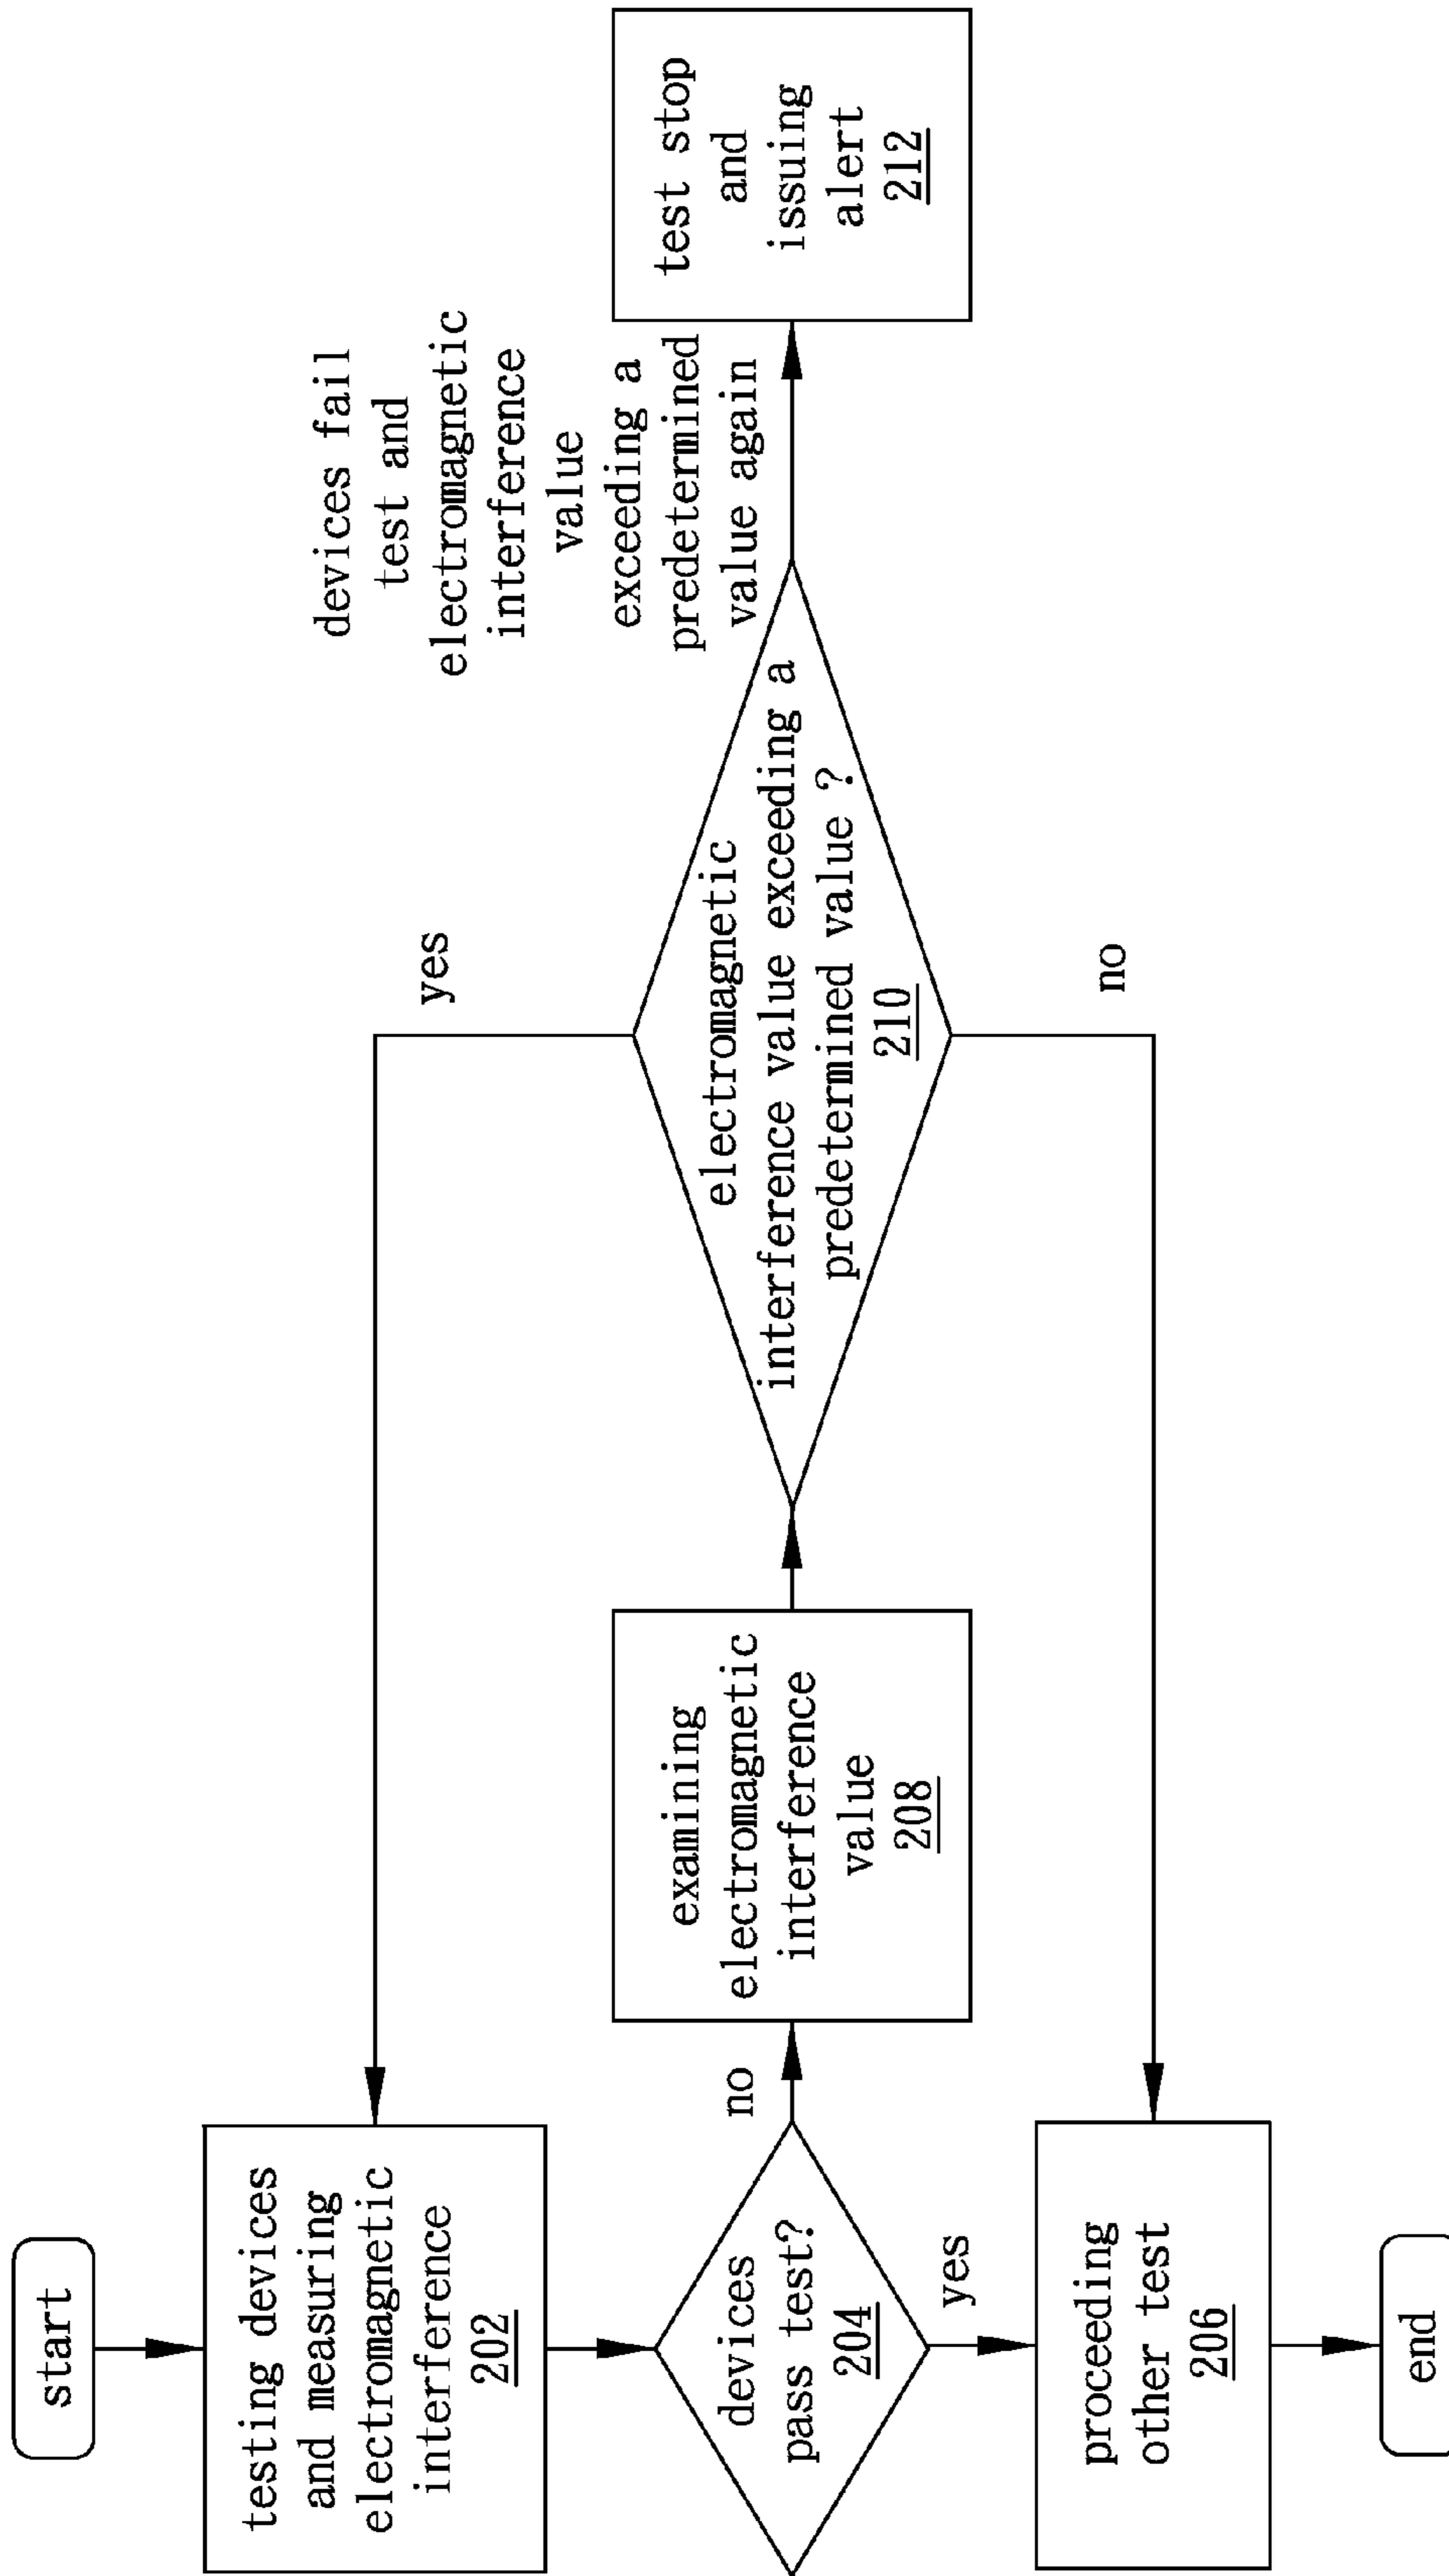 start
testing devices
and measuring
electromagnetic
interference
202
devices
pass test?
204
yes
no
proceeding
other test
206
end
examining
electromagnetic
interference
value
208
electromagnetic
interference value exceeding a
predetermined value ?
210
yes
no
devices fail
test and
electromagnetic
interference
value
exceeding a
predetermined
value again
test stop
and
issuing
alert
212